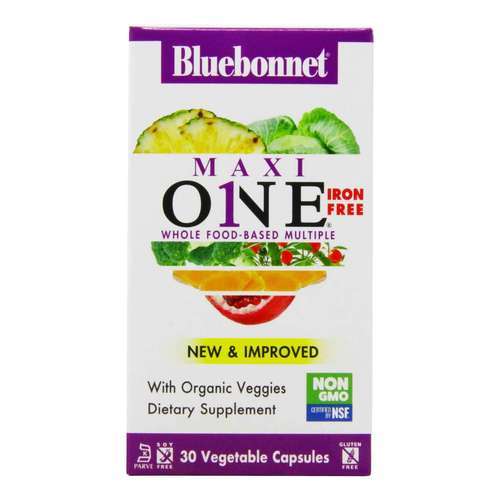 Bluebonnet®
MAXI
O1NE®
IRON
FREE
WHOLE FOOD-BASED MULTIPLE
NEW & IMPROVED
With Organic Veggies
Dietary Supplement
NON
GMO
CERTIFIED
BY NSF
K
PARVE
SOY
FREE
30 Vegetable Capsules
GLUTEN
FREE